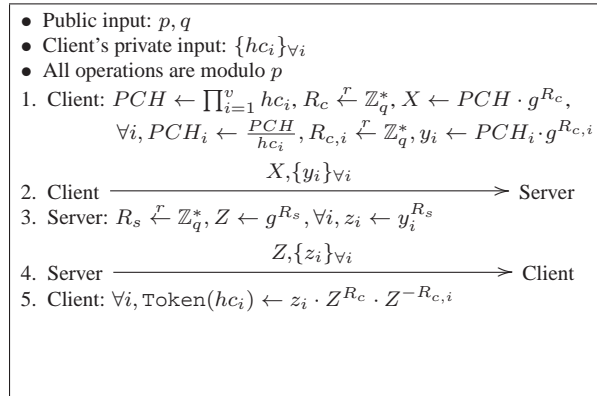 • Public input: p, q
• Client's private input: {hc_i}_{∀i}
• All operations are modulo p
1. Client: PCH ← ∏_{i=1}^{v} hc_i, R_c ←^r ℤ_q^*, X ← PCH · g^{R_c},
∀i, PCH_i ← \frac{PCH}{hc_i}, R_{c,i} ←^r ℤ_q^*, y_i ← PCH_i · g^{R_{c,i}}
X,{y_i}_{∀i}
2. Client ⟶ Server
3. Server: R_s ←^r ℤ_q^*, Z ← g^{R_s}, ∀i, z_i ← y_i^{R_s}
Z,{z_i}_{∀i}
4. Server ⟶ Client
5. Client: ∀i, Token(hc_i) ← z_i · Z^{R_c} · Z^{-R_{c,i}}